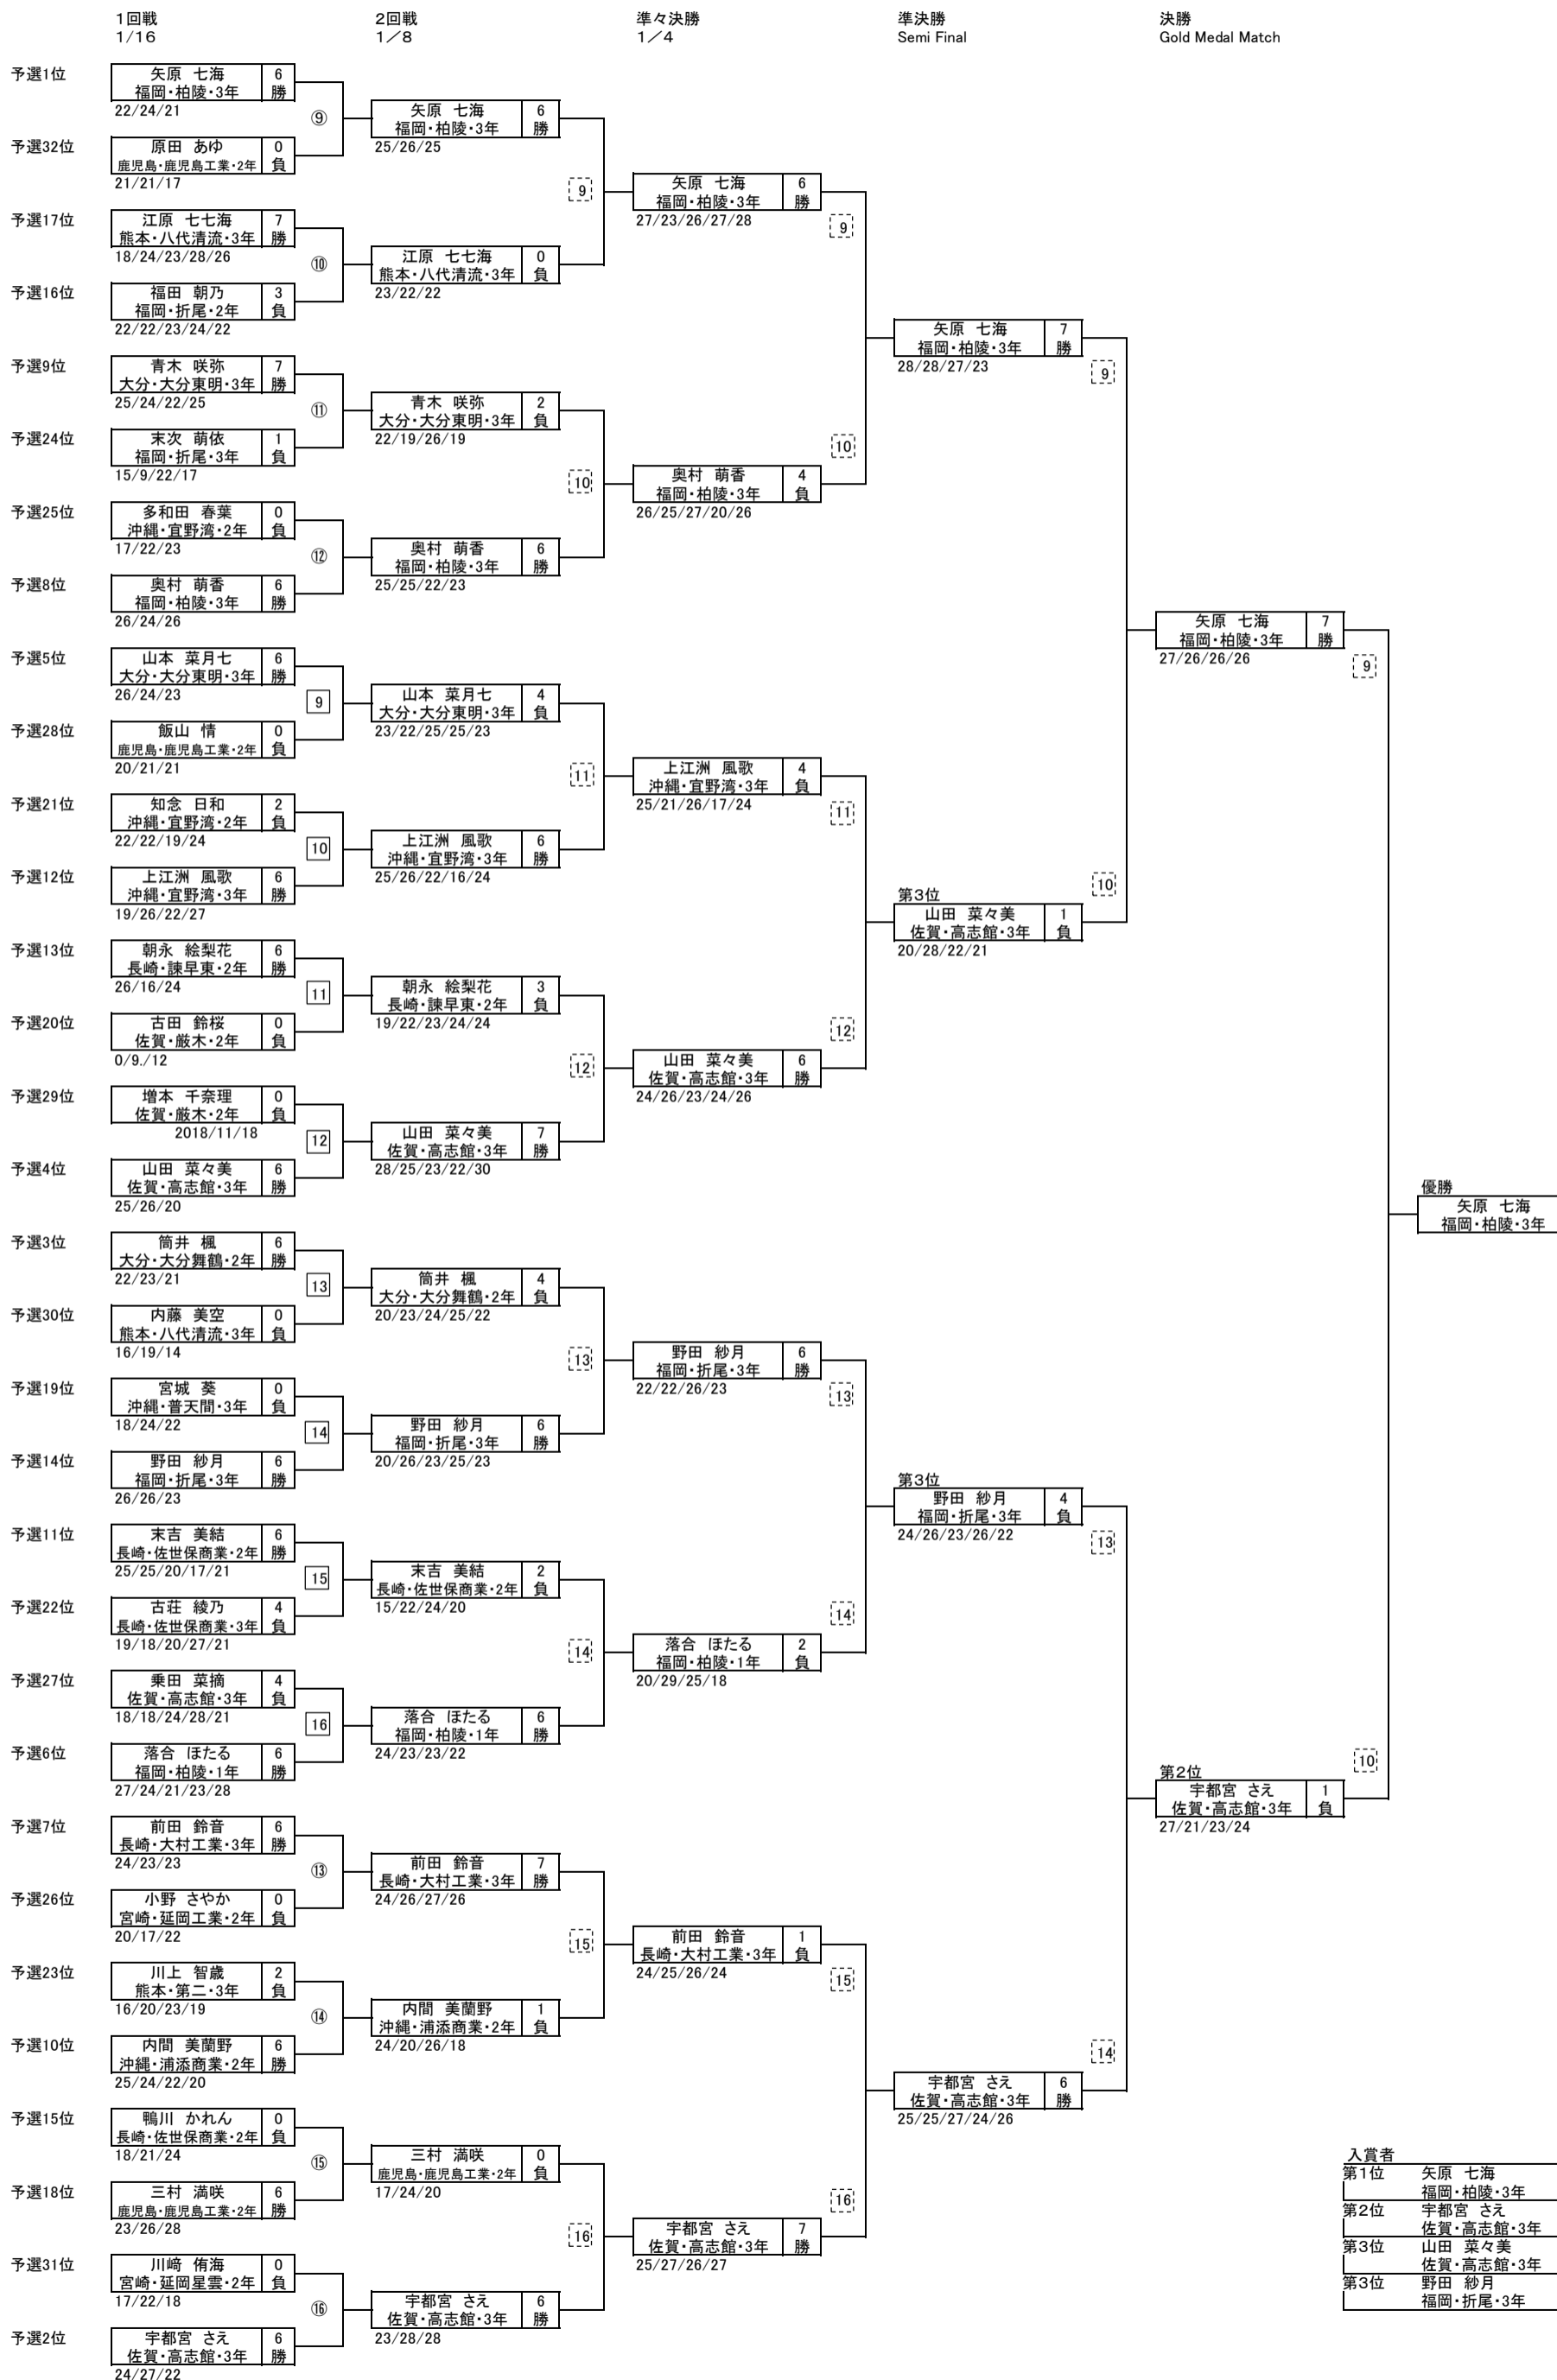 1回戦
1/16
2回戦
1／8
準々決勝
1／4
準決勝
Semi Final
決勝
Gold Medal Match
予選1位
矢原 七海 6
福岡・柏陵・3年 勝
22/24/21
⑨
予選32位
原田 あゆ 0
鹿児島・鹿児島工業・2年 負
21/21/17
予選17位
江原 七七海 7
熊本・八代清流・3年 勝
18/24/23/28/26
⑩
予選16位
福田 朝乃 3
福岡・折尾・2年 負
22/22/23/24/22
予選9位
青木 咲弥 7
大分・大分東明・3年 勝
25/24/22/25
⑪
予選24位
末次 萌依 1
福岡・折尾・3年 負
15/9/22/17
予選25位
多和田 春葉 0
沖縄・宜野湾・2年 負
17/22/23
⑫
予選8位
奥村 萌香 6
福岡・柏陵・3年 勝
26/24/26
予選5位
山本 菜月七 6
大分・大分東明・3年 勝
26/24/23
9
予選28位
飯山 情 0
鹿児島・鹿児島工業・2年 負
20/21/21
予選21位
知念 日和 2
沖縄・宜野湾・2年 負
22/22/19/24
10
予選12位
上江洲 風歌 6
沖縄・宜野湾・3年 勝
19/26/22/27
予選13位
朝永 絵梨花 6
長崎・諫早東・2年 勝
26/16/24
11
予選20位
古田 鈴桜 0
佐賀・厳木・2年 負
0/9./12
予選29位
増本 千奈理 0
佐賀・厳木・2年 負
2018/11/18
12
予選4位
山田 菜々美 6
佐賀・高志館・3年 勝
25/26/20
予選3位
筒井 楓 6
大分・大分舞鶴・2年 勝
22/23/21
13
予選30位
内藤 美空 0
熊本・八代清流・3年 負
16/19/14
予選19位
宮城 葵 0
沖縄・普天間・3年 負
18/24/22
14
予選14位
野田 紗月 6
福岡・折尾・3年 勝
26/26/23
予選11位
末吉 美結 6
長崎・佐世保商業・2年 勝
25/25/20/17/21
15
予選22位
古荘 綾乃 4
長崎・佐世保商業・3年 負
19/18/20/27/21
予選27位
乗田 菜摘 4
佐賀・高志館・3年 負
18/18/24/28/21
16
予選6位
落合 ほたる 6
福岡・柏陵・1年 勝
27/24/21/23/28
予選7位
前田 鈴音 6
長崎・大村工業・3年 勝
24/23/23
⑬
予選26位
小野 さやか 0
宮崎・延岡工業・2年 負
20/17/22
予選23位
川上 智歳 2
熊本・第二・3年 負
16/20/23/19
⑭
予選10位
内間 美蘭野 6
沖縄・浦添商業・2年 勝
25/24/22/20
予選15位
鴨川 かれん 0
長崎・佐世保商業・2年 負
18/21/24
⑮
予選18位
三村 満咲 6
鹿児島・鹿児島工業・2年 勝
23/26/28
予選31位
川﨑 侑海 0
宮崎・延岡星雲・2年 負
17/22/18
⑯
予選2位
宇都宮 さえ 6
佐賀・高志館・3年 勝
24/27/22
矢原 七海 6
福岡・柏陵・3年 勝
25/26/25
9
江原 七七海 0
熊本・八代清流・3年 負
23/22/22
青木 咲弥 2
大分・大分東明・3年 負
22/19/26/19
10
奥村 萌香 6
福岡・柏陵・3年 勝
25/25/22/23
山本 菜月七 4
大分・大分東明・3年 負
23/22/25/25/23
11
上江洲 風歌 6
沖縄・宜野湾・3年 勝
25/26/22/16/24
朝永 絵梨花 3
長崎・諫早東・2年 負
19/22/23/24/24
12
山田 菜々美 7
佐賀・高志館・3年 勝
28/25/23/22/30
筒井 楓 4
大分・大分舞鶴・2年 負
20/23/24/25/22
13
野田 紗月 6
福岡・折尾・3年 勝
20/26/23/25/23
末吉 美結 2
長崎・佐世保商業・2年 負
15/22/24/20
14
落合 ほたる 6
福岡・柏陵・1年 勝
24/23/23/22
前田 鈴音 7
長崎・大村工業・3年 勝
24/26/27/26
15
内間 美蘭野 1
沖縄・浦添商業・2年 負
24/20/26/18
三村 満咲 0
鹿児島・鹿児島工業・2年 負
17/24/20
16
宇都宮 さえ 6
佐賀・高志館・3年 勝
23/28/28
矢原 七海 6
福岡・柏陵・3年 勝
27/23/26/27/28
9
10
奥村 萌香 4
福岡・柏陵・3年 負
26/25/27/20/26
上江洲 風歌 4
沖縄・宜野湾・3年 負
25/21/26/17/24
11
12
山田 菜々美 6
佐賀・高志館・3年 勝
24/26/23/24/26
野田 紗月 6
福岡・折尾・3年 勝
22/22/26/23
13
14
落合 ほたる 2
福岡・柏陵・1年 負
20/29/25/18
前田 鈴音 1
長崎・大村工業・3年 負
24/25/26/24
15
16
宇都宮 さえ 7
佐賀・高志館・3年 勝
25/27/26/27
矢原 七海 7
福岡・柏陵・3年 勝
28/28/27/23
9
10
第3位
山田 菜々美 1
佐賀・高志館・3年 負
20/28/22/21
第3位
野田 紗月 4
福岡・折尾・3年 負
24/26/23/26/22
13
14
宇都宮 さえ 6
佐賀・高志館・3年 勝
25/25/27/24/26
矢原 七海 7
福岡・柏陵・3年 勝
27/26/26/26
9
10
第2位
宇都宮 さえ 1
佐賀・高志館・3年 負
27/21/23/24
優勝
矢原 七海
福岡・柏陵・3年
入賞者
第1位 矢原 七海
福岡・柏陵・3年
第2位 宇都宮 さえ
佐賀・高志館・3年
第3位 山田 菜々美
佐賀・高志館・3年
第3位 野田 紗月
福岡・折尾・3年